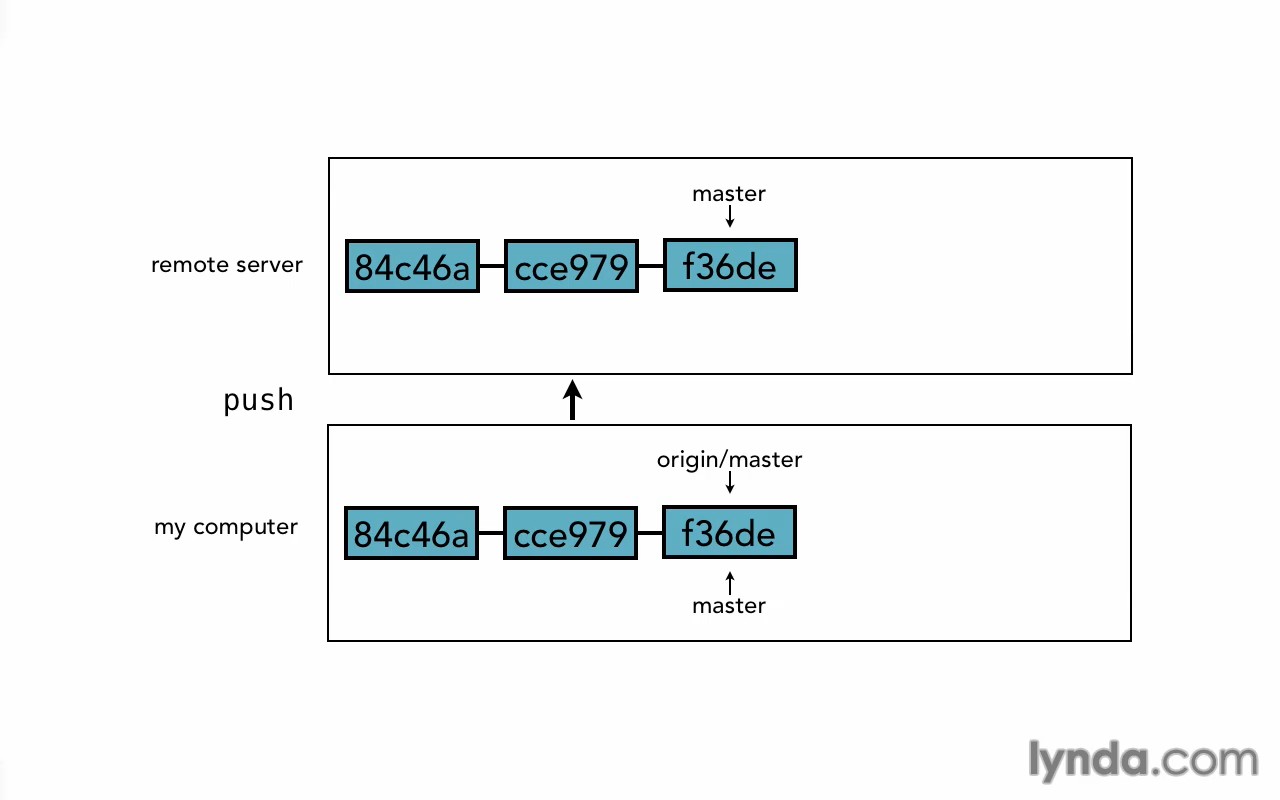 master
remote server
84c46a
cce979
f36de
push
origin/master
my computer
84c46a
cce979
f36de
master
lynda.com